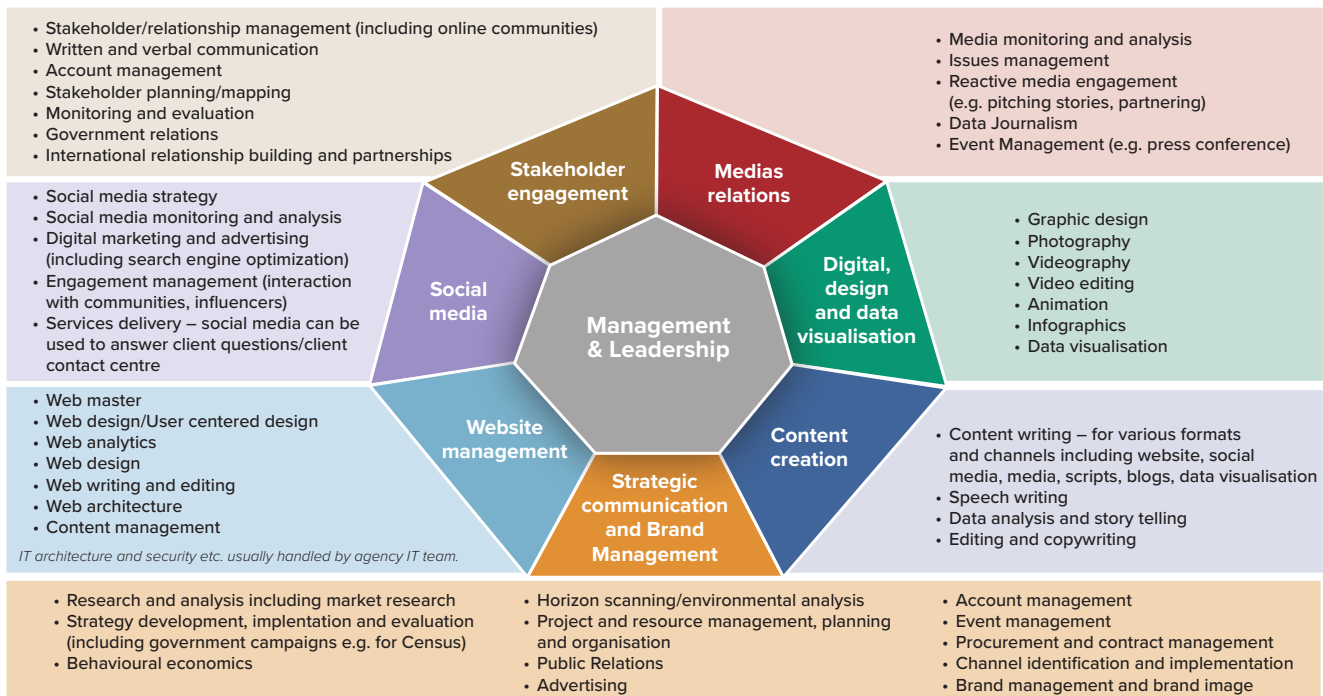 • Stakeholder/relationship management (including online communities)
• Written and verbal communication
• Account management
• Stakeholder planning/mapping
• Monitoring and evaluation
• Government relations
• International relationship building and partnerships
• Media monitoring and analysis
• Issues management
• Reactive media engagement
(e.g. pitching stories, partnering)
• Data Journalism
• Event Management (e.g. press conference)
Stakeholder
engagement
Medias
relations
• Social media strategy
• Social media monitoring and analysis
• Digital marketing and advertising
(including search engine optimization)
• Engagement management (interaction
with communities, influencers)
• Services delivery – social media can be
used to answer client questions/client
contact centre
Social
media
Management
& Leadership
Digital,
design
and data
visualisation
• Graphic design
• Photography
• Videography
• Video editing
• Animation
• Infographics
• Data visualisation
• Web master
• Web design/User centered design
• Web analytics
• Web design
• Web writing and editing
• Web architecture
• Content management
IT architecture and security etc. usually handled by agency IT team.
Website
management
Strategic
communication
and Brand
Management
Content
creation
• Content writing – for various formats
and channels including website, social
media, media, scripts, blogs, data visualisation
• Speech writing
• Data analysis and story telling
• Editing and copywriting
• Research and analysis including market research
• Strategy development, implentation and evaluation
(including government campaigns e.g. for Census)
• Behavioural economics
• Horizon scanning/environmental analysis
• Project and resource management, planning
and organisation
• Public Relations
• Advertising
• Account management
• Event management
• Procurement and contract management
• Channel identification and implementation
• Brand management and brand image